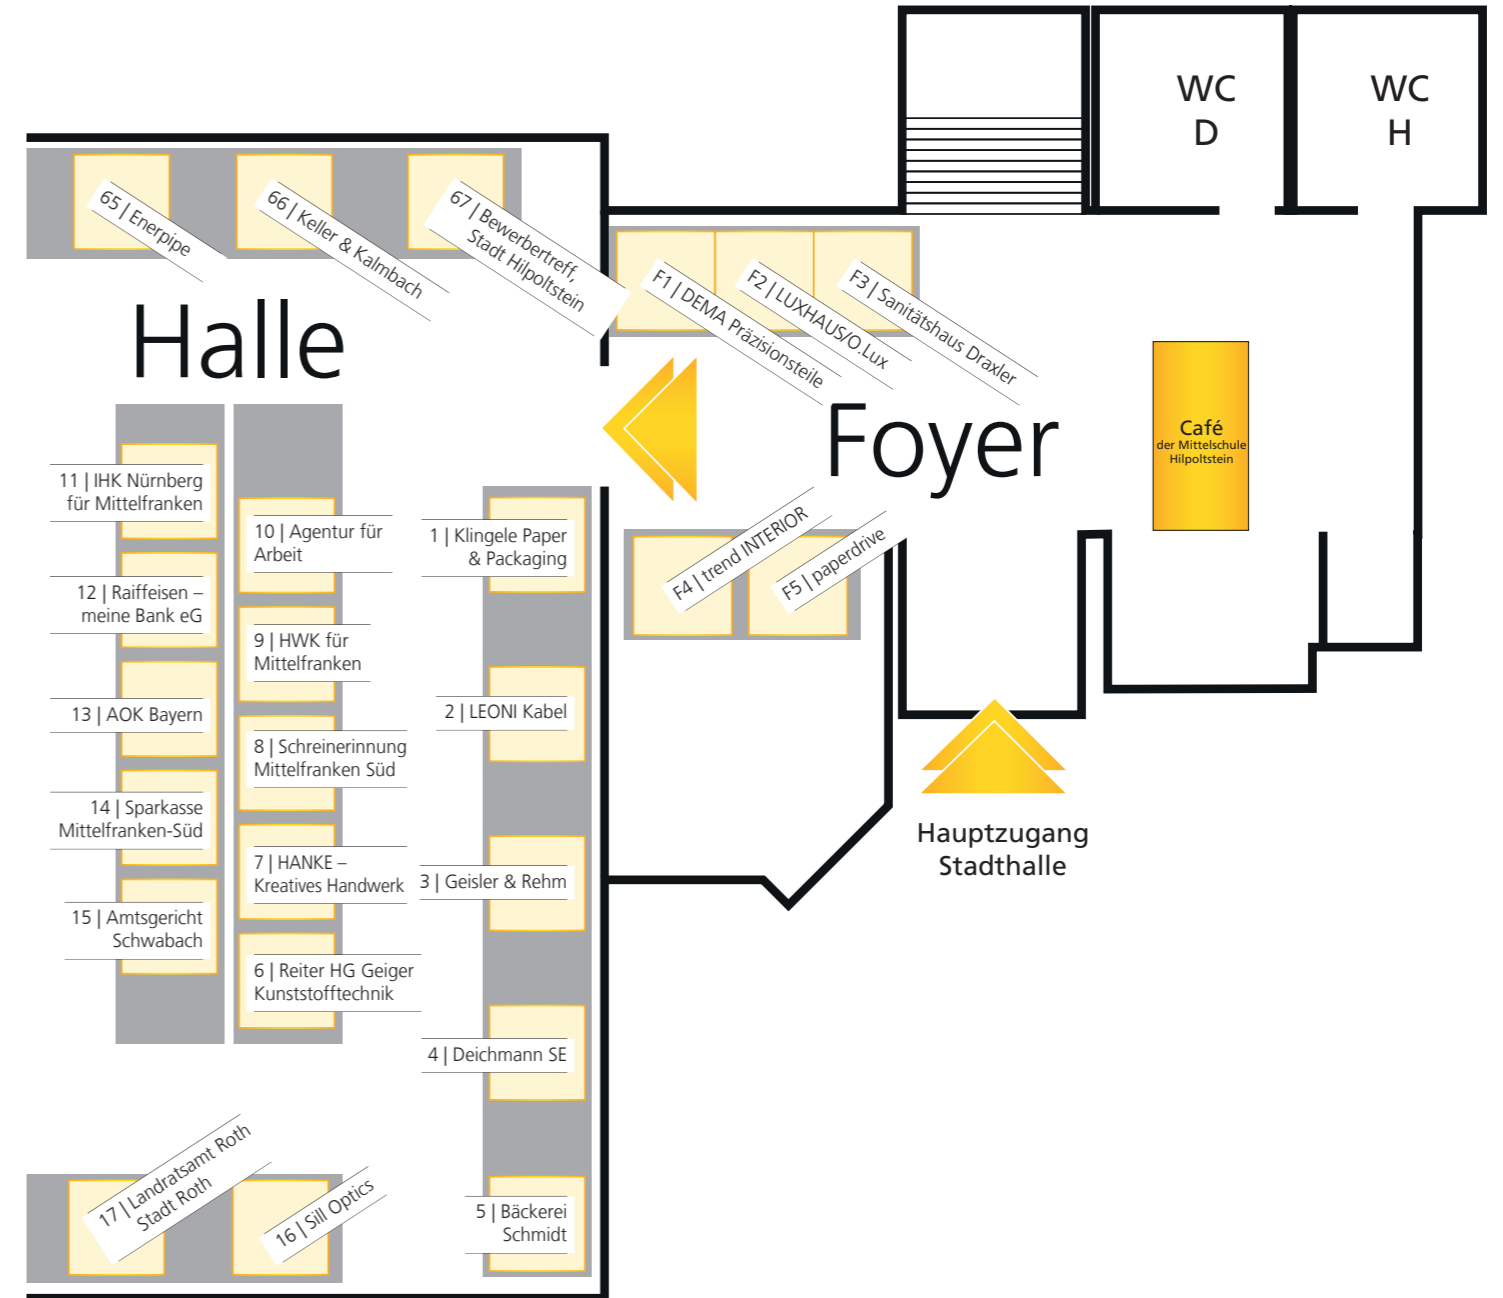 WC
D
WC
H
65 | Enerpipe
66 | Keller & Kalmbach
67 | Bewerbertreff,
Stadt Hilpoltstein
F1 | DEMA Präzisionsteile
F2 | LUXHAUS/O.Lux
F3 | Sanitätshaus Draxler
Halle
Foyer
Café
der Mittelschule
Hilpoltstein
11 | IHK Nürnberg
für Mittelfranken
12 | Raiffeisen –
meine Bank eG
13 | AOK Bayern
14 | Sparkasse
Mittelfranken-Süd
15 | Amtsgericht
Schwabach
10 | Agentur für
Arbeit
9 | HWK für
Mittelfranken
8 | Schreinerinnung
Mittelfranken Süd
7 | HANKE –
Kreatives Handwerk
6 | Reiter HG Geiger
Kunststofftechnik
1 | Klingele Paper
& Packaging
2 | LEONI Kabel
3 | Geisler & Rehm
4 | Deichmann SE
5 | Bäckerei
Schmidt
F4 | trend INTERIOR
F5 | paperdrive
Hauptzugang
Stadthalle
17 | Landratsamt Roth
Stadt Roth
16 | Sill Optics